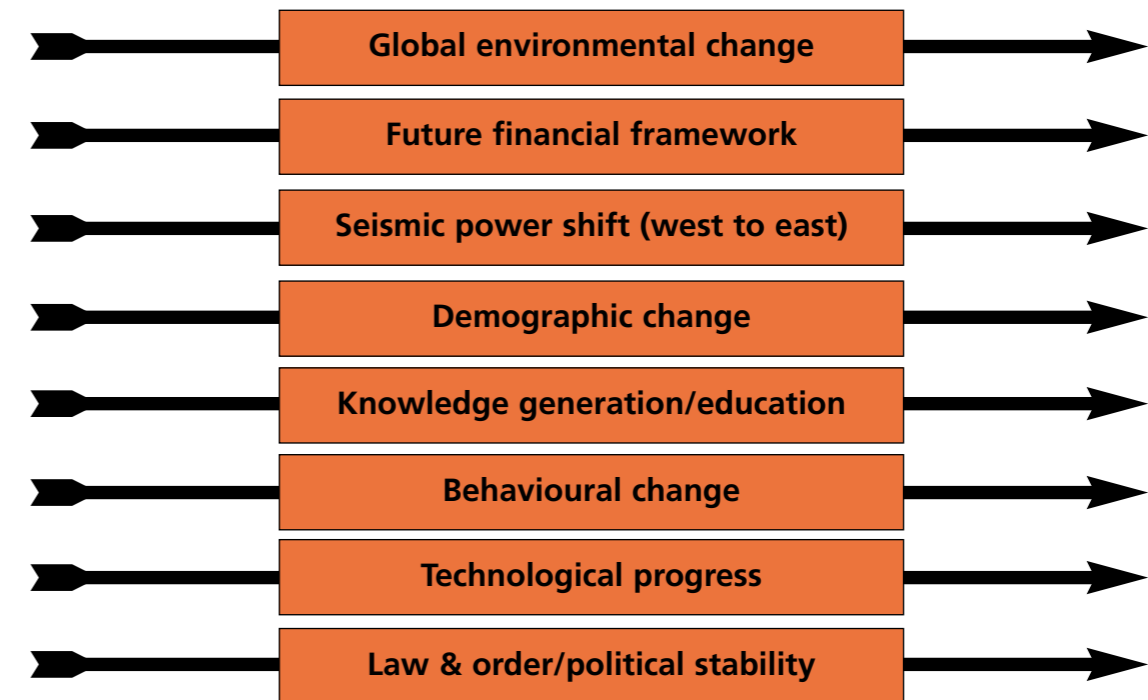 Global environmental change
Future financial framework
Seismic power shift (west to east)
Demographic change
Knowledge generation/education
Behavioural change
Technological progress
Law & order/political stability